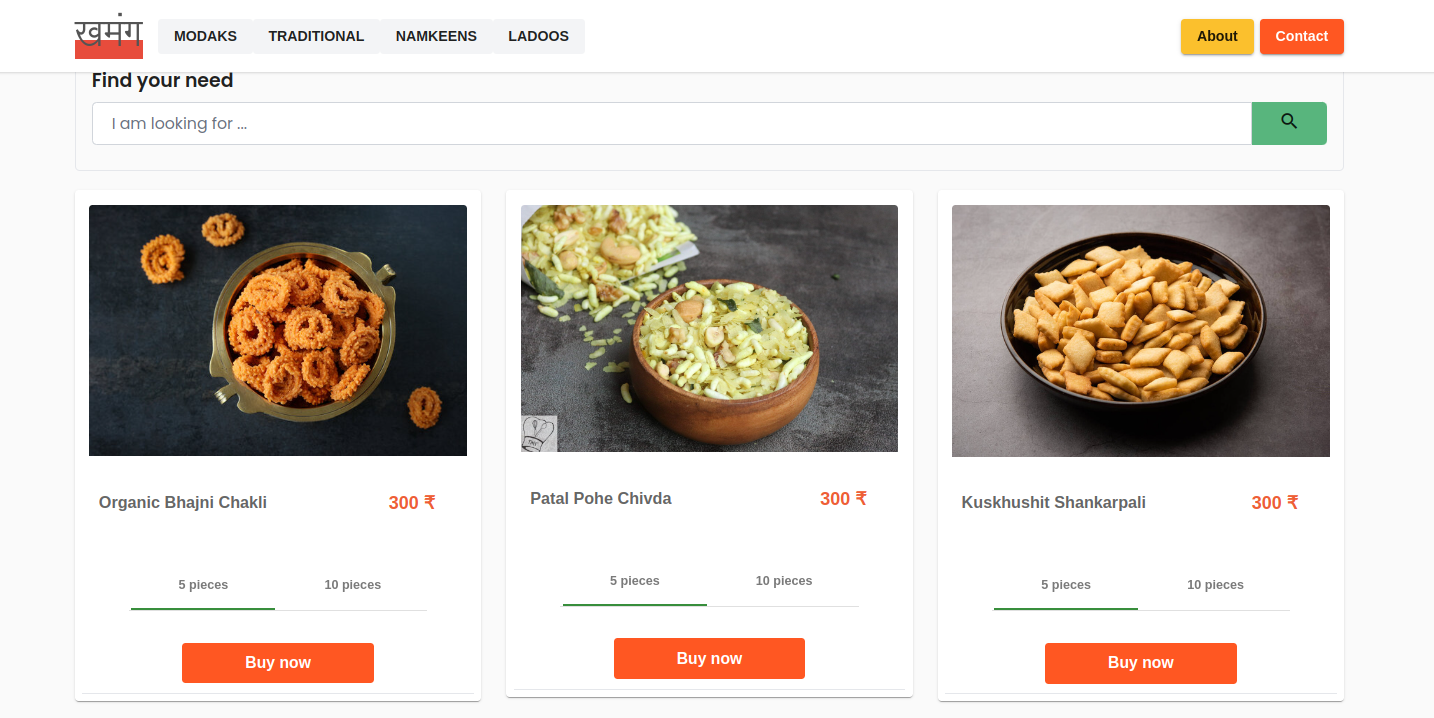 खमंग
MODAKS TRADITIONAL NAMKEENS LADOOS About Contact
Find your need
I am looking for ...
Organic Bhajni Chakli 300 ₹
Patal Pohe Chivda 300 ₹
Kuskhushit Shankarpali 300 ₹
5 pieces 10 pieces
5 pieces 10 pieces
5 pieces 10 pieces
Buy now
Buy now
Buy now